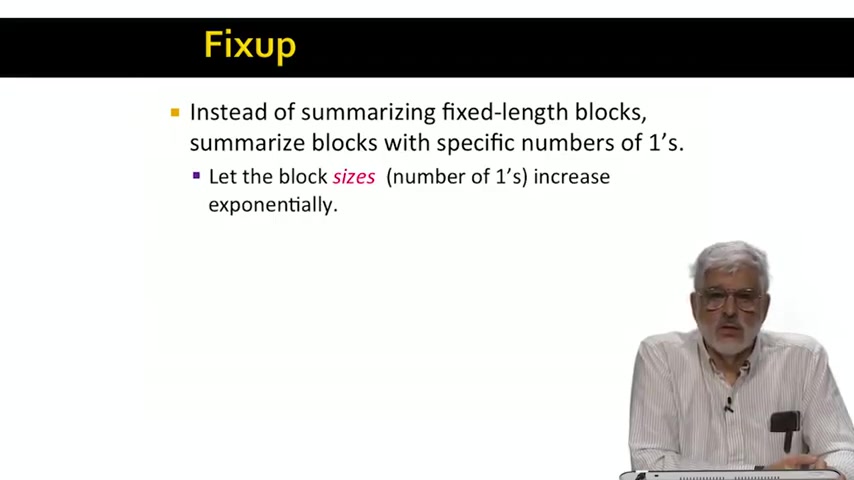 Fixup
Instead of summarizing fixed-length blocks,
summarize blocks with specific numbers of 1's.
Let the block sizes (number of 1's) increase
exponentially.